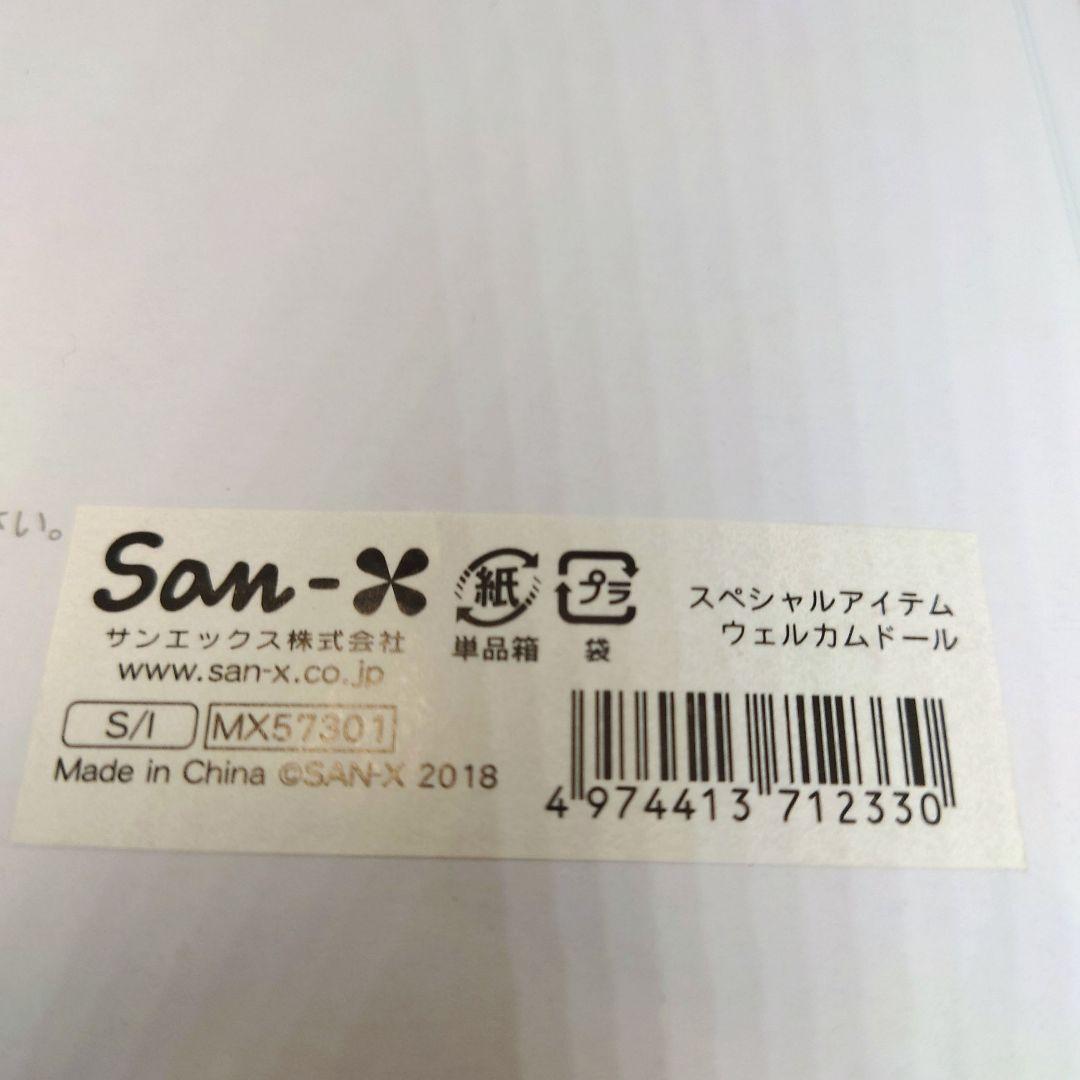 さい。
San-X
サンエックス株式会社
www.san-x.co.jp
紙
単品箱
プラ
袋
スペシャルアイテム
ウェルカムドール
S/I MX57301
Made in China ©SAN-X 2018
4 974413 712330